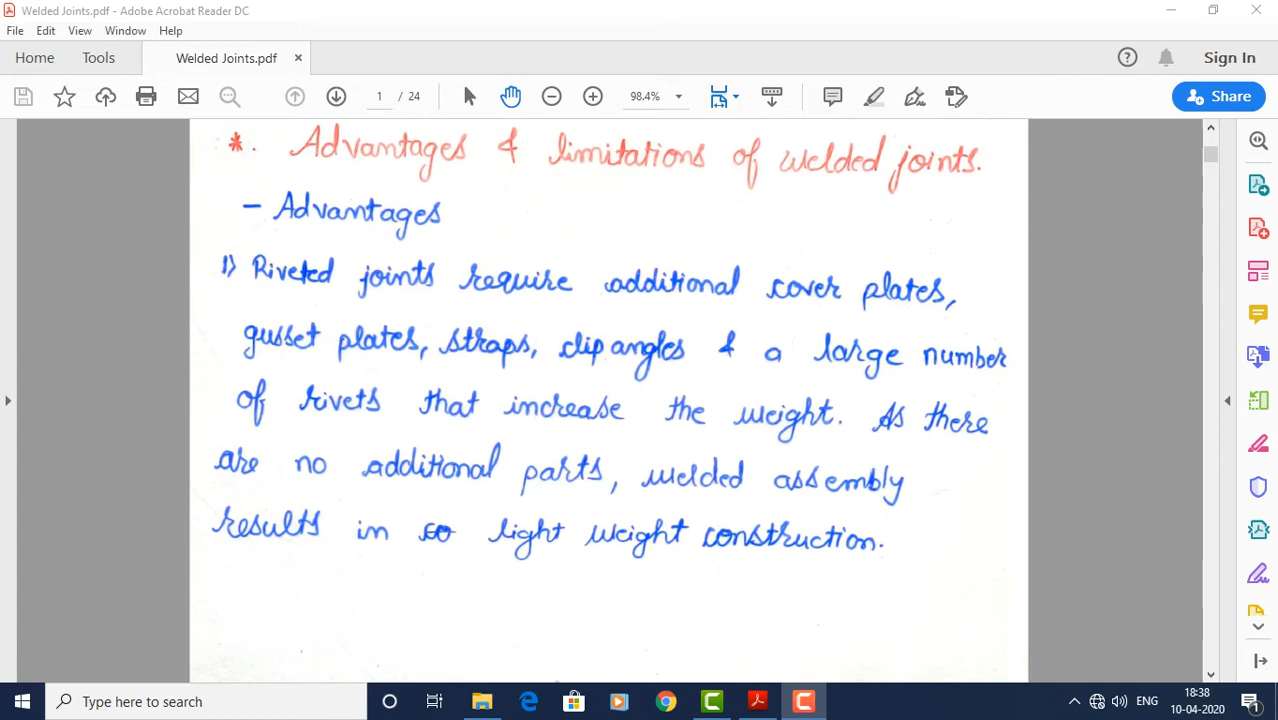 Welded Joints.pdf - Adobe Acrobat Reader DC
File Edit View Window Help
Home Tools Welded Joints.pdf × Sign In
1 / 24 98.4% Share
*. Advantages & limitations of welded joints.
- Advantages
1) Riveted joints require additional cover plates,
gusset plates, straps, clip angles & a large number
of rivets that increase the weight. As there
are no additional parts, welded assembly
results in light weight construction.
Type here to search
ENG 18:38
10-04-2020
1